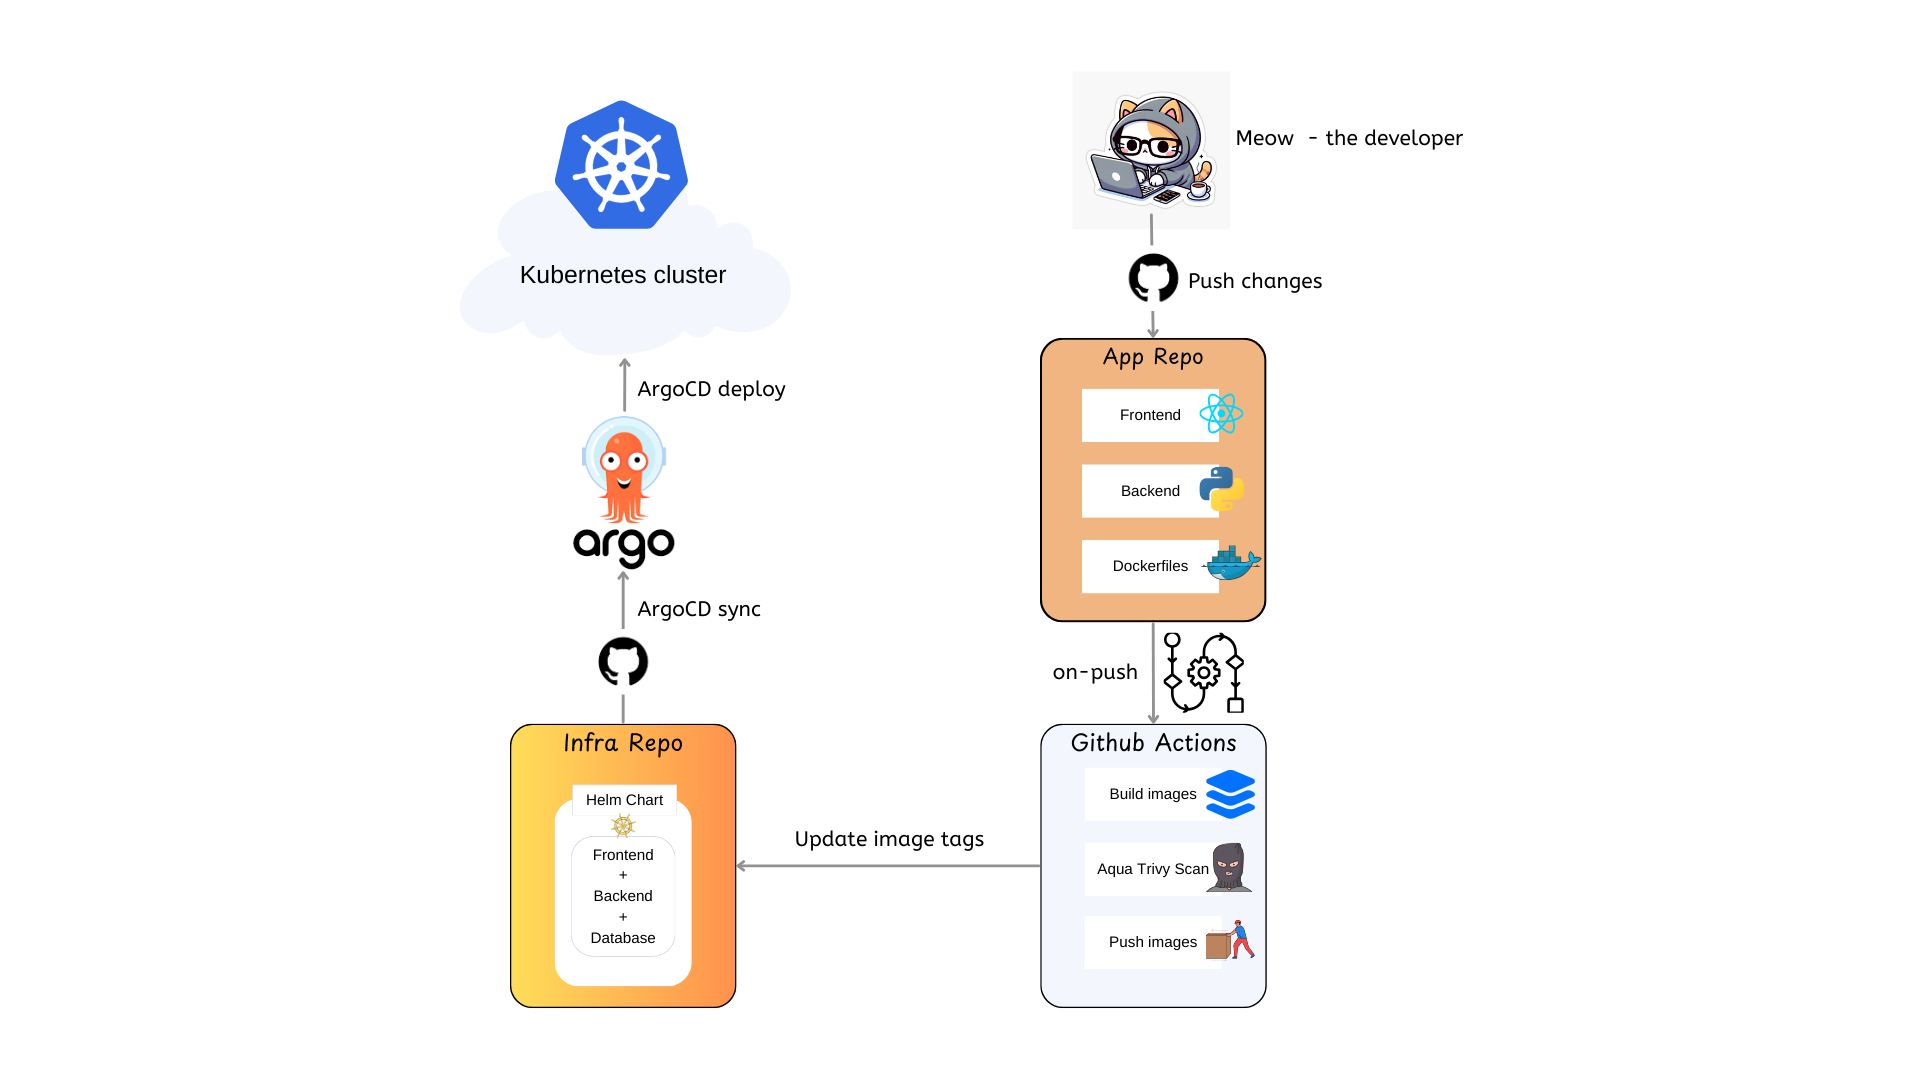 Meow - the developer
Push changes
App Repo
Frontend
Backend
Dockerfiles
on-push
Github Actions
Build images
Aqua Trivy Scan
Push images
Update image tags
Infra Repo
Helm Chart
Frontend
+
Backend
+
Database
ArgoCD sync
argo
ArgoCD deploy
Kubernetes cluster